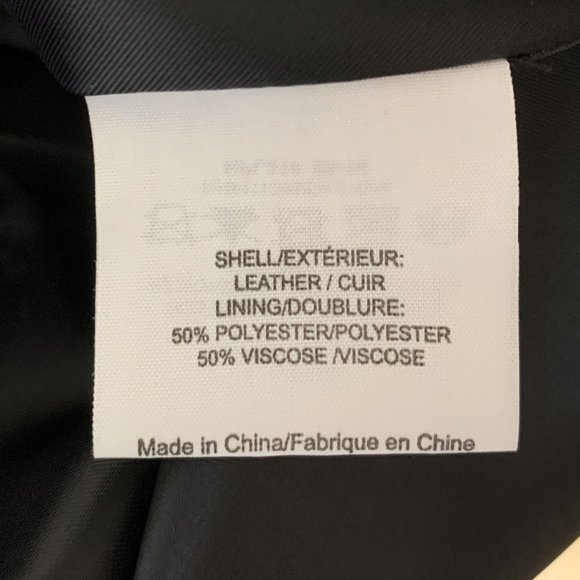 SHELL/EXTÉRIEUR:
LEATHER / CUIR
LINING/DOUBLURE:
50% POLYESTER/POLYESTER
50% VISCOSE /VISCOSE
Made in China/Fabrique en Chine